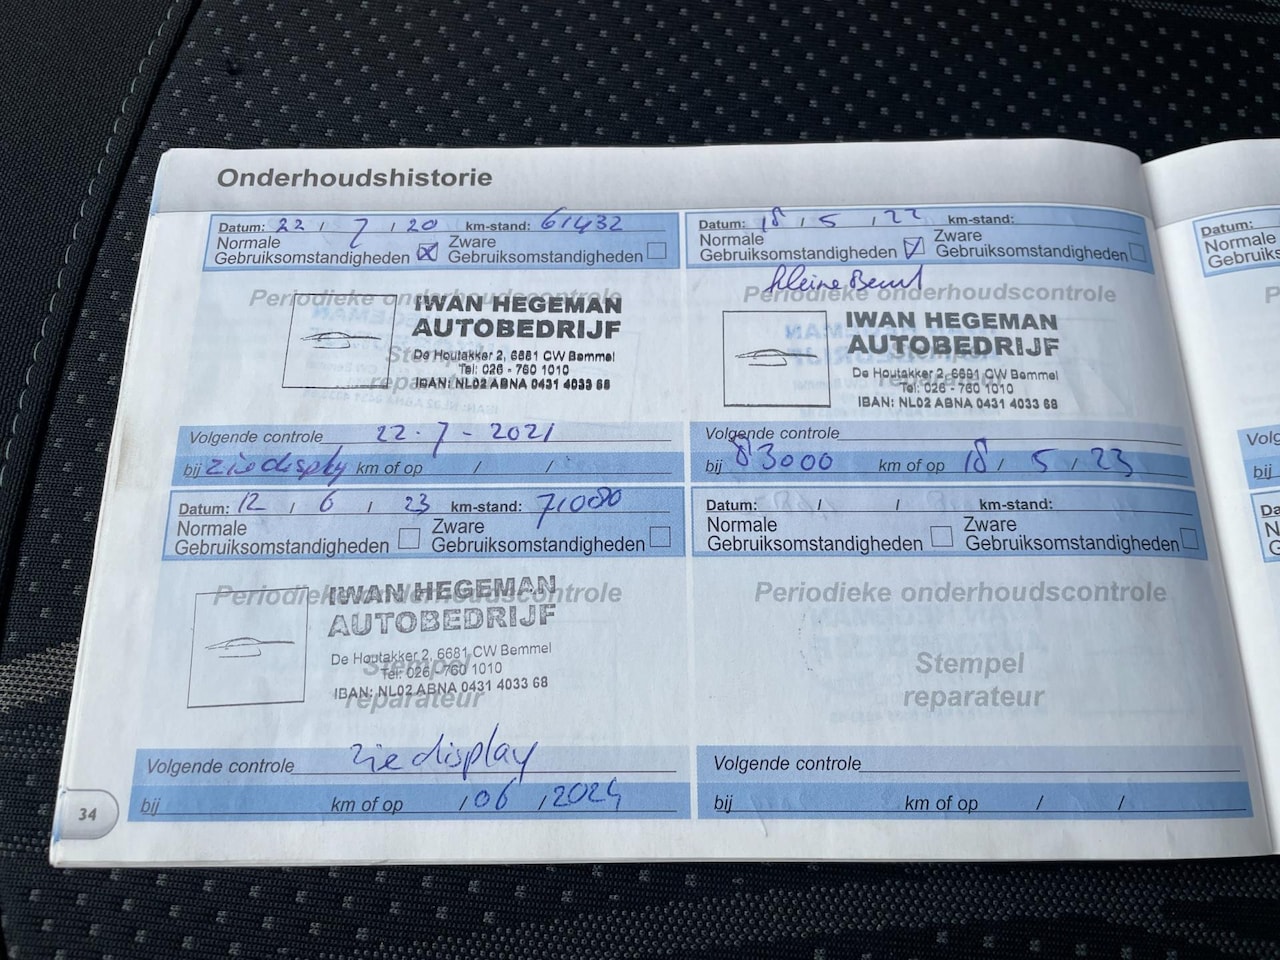 Onderhoudshistorie
Datum: 22 / 7 / 20 km-stand: 61432
Normale Gebruiksomstandigheden Zware Gebruiksomstandigheden
Periodieke onderhoudscontrole
IWAN HEGEMAN
AUTOBEDRIJF
De Houtakker 2, 6681 CW Bemmel
Tel: 026 - 760 1010
IBAN: NL02 ABNA 0431 4033 68
Stempel
reparateur
Volgende controle 22-7-2021
bij zie display km of op / /
Datum: 18 / 5 / 22 km-stand:
Normale Gebruiksomstandigheden Zware Gebruiksomstandigheden
kleine Beurt
Periodieke onderhoudscontrole
IWAN HEGEMAN
AUTOBEDRIJF
De Houtakker 2, 6681 CW Bemmel
Tel: 026 - 760 1010
IBAN: NL02 ABNA 0431 4033 68
Volgende controle
bij 83000 km of op 18 / 5 / 23
Datum: 12 / 6 / 23 km-stand: 71080
Normale Gebruiksomstandigheden Zware Gebruiksomstandigheden
Periodieke onderhoudscontrole
IWAN HEGEMAN
AUTOBEDRIJF
De Houtakker 2, 6681 CW Bemmel
Tel: 026 - 760 1010
IBAN: NL02 ABNA 0431 4033 68
Stempel
reparateur
Volgende controle zie display
bij km of op / 06 / 2024
Datum: / / km-stand:
Normale Gebruiksomstandigheden Zware Gebruiksomstandigheden
Periodieke onderhoudscontrole
Stempel
reparateur
Volgende controle
bij km of op / /
34
Datum:
Normale
bij